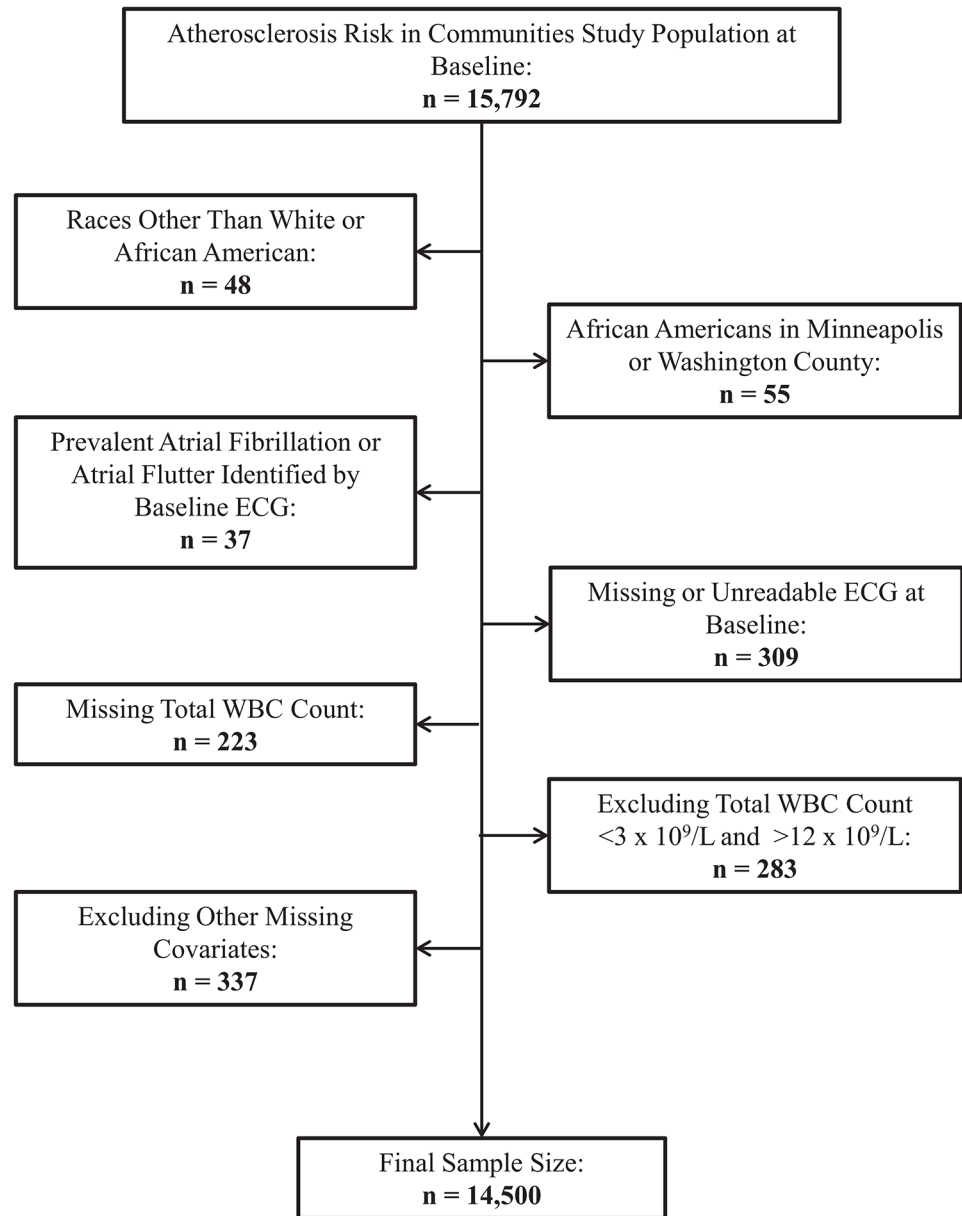 Atherosclerosis Risk in Communities Study Population at
Baseline:
n = 15,792
Races Other Than White or
African American:
n = 48
African Americans in Minneapolis
or Washington County:
n = 55
Prevalent Atrial Fibrillation or
Atrial Flutter Identified by
Baseline ECG:
n = 37
Missing or Unreadable ECG at
Baseline:
n = 309
Missing Total WBC Count:
n = 223
Excluding Total WBC Count
<3 x 10⁹/L and >12 x 10⁹/L:
n = 283
Excluding Other Missing
Covariates:
n = 337
Final Sample Size:
n = 14,500